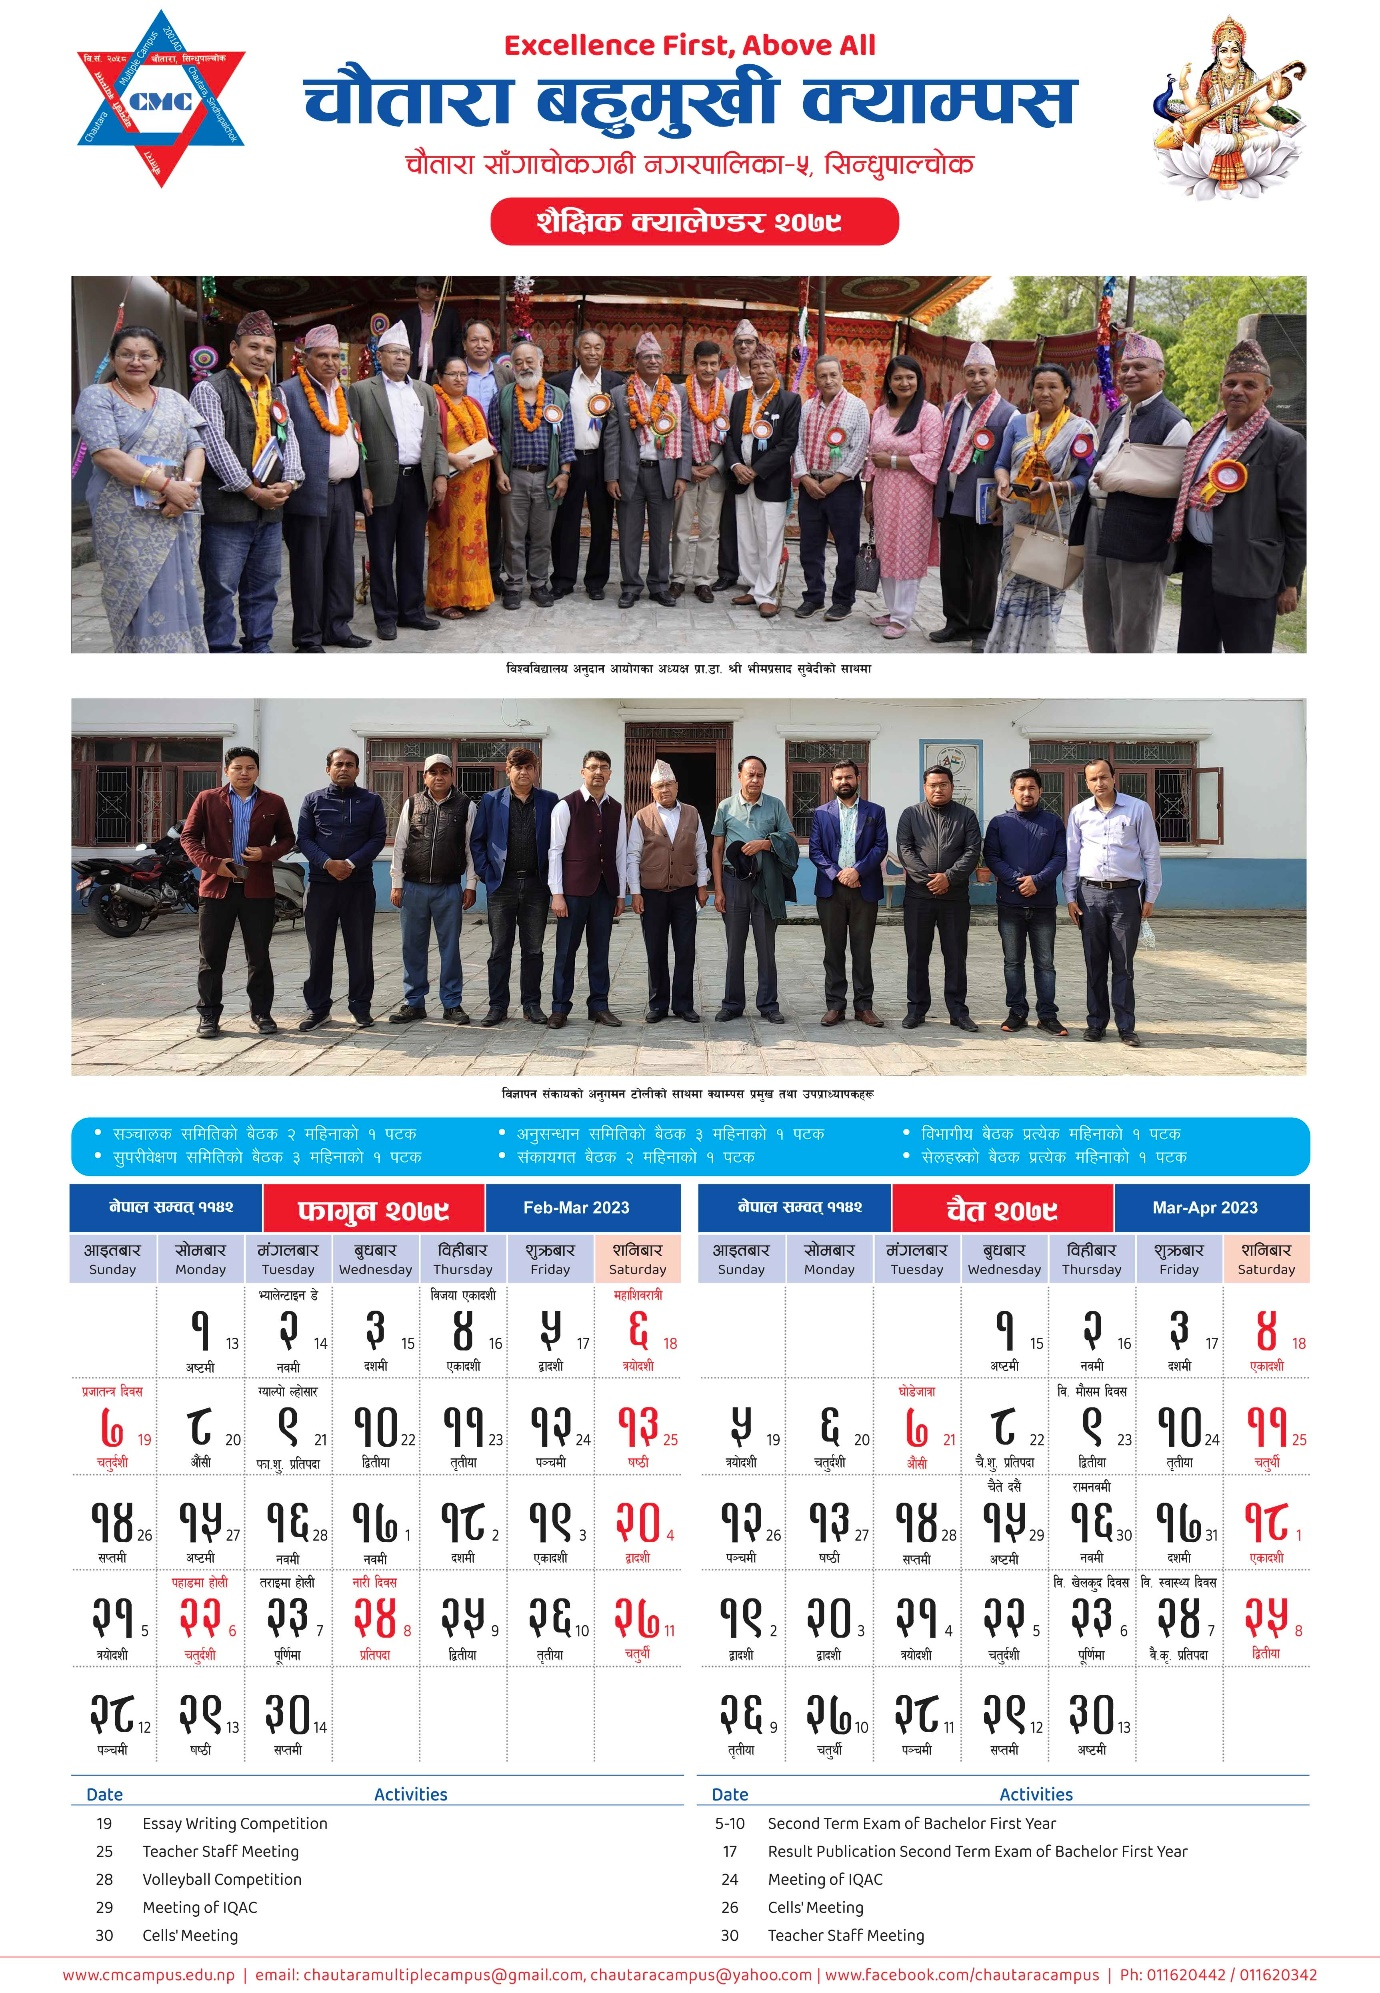 Excellence First, Above All
चौतारा बहुमुखी क्याम्पस
चौतारा साँगाचोकगढी नगरपालिका-५, सिन्धुपाल्चोक
शैक्षिक क्यालेण्डर २०७९
वि.सं. २०५८ चौतारा, सिन्धुपाल्चोक
Chautara Multiple Campus
2001AD
Chautara, Sindhupalchok
CMC
चौतारा
विश्वविद्यालय अनुदान आयोगका अध्यक्ष प्रा.डा. श्री भीमप्रसाद सुवेदीको साथमा
विज्ञापन संकायको अनुगमन टोलीको साथमा क्याम्पस प्रमुख तथा उपप्राध्यापकहरू
• सञ्चालक समितिको बैठक २ महिनाको १ पटक • अनुसन्धान समितिको बैठक ३ महिनाको १ पटक • विभागीय बैठक प्रत्येक महिनाको १ पटक
• सुपरीवेक्षण समितिको बैठक ३ महिनाको १ पटक • संकायगत बैठक २ महिनाको १ पटक • सेलहरुको बैठक प्रत्येक महिनाको १ पटक
नेपाल सम्वत् ११४२ फागुन २०७९ Feb-Mar 2023
आइतबार सोमबार मंगलबार बुधबार विहीबार शुक्रबार शनिबार
Sunday Monday Tuesday Wednesday Thursday Friday Saturday
भ्यालेन्टाइन डे विजया एकादशी महाशिवरात्री
१ 13 २ 14 ३ 15 ४ 16 ५ 17 ६ 18
अष्टमी नवमी दशमी एकादशी द्वादशी त्रयोदशी
प्रजातन्त्र दिवस ग्याल्पो ल्होसार
७ 19 ८ 20 ९ 21 १० 22 ११ 23 १२ 24 १३ 25
चतुर्दशी औंसी फा.शु. प्रतिपदा द्वितीया तृतीया पञ्चमी षष्ठी
१४ 26 १५ 27 १६ 28 १७ 1 १८ 2 १९ 3 २० 4
सप्तमी अष्टमी नवमी नवमी दशमी एकादशी द्वादशी
पहाडमा होली तराइमा होली नारी दिवस
२१ 5 २२ 6 २३ 7 २४ 8 २५ 9 २६ 10 २७ 11
त्रयोदशी चतुर्दशी पूर्णिमा प्रतिपदा द्वितीया तृतीया चतुर्थी
२८ 12 २९ 13 ३० 14
पञ्चमी षष्ठी सप्तमी
Date Activities
19 Essay Writing Competition
25 Teacher Staff Meeting
28 Volleyball Competition
29 Meeting of IQAC
30 Cells' Meeting
नेपाल सम्वत् ११४२ चैत २०७९ Mar-Apr 2023
आइतबार सोमबार मंगलबार बुधबार विहीबार शुक्रबार शनिबार
Sunday Monday Tuesday Wednesday Thursday Friday Saturday
१ 15 २ 16 ३ 17 ४ 18
अष्टमी नवमी दशमी एकादशी
घोडेजात्रा वि. मौसम दिवस
५ 19 ६ 20 ७ 21 ८ 22 ९ 23 १० 24 ११ 25
त्रयोदशी चतुर्दशी औंसी चै.शु. प्रतिपदा द्वितीया तृतीया चतुर्थी
चैते दसैं रामनवमी
१२ 26 १३ 27 १४ 28 १५ 29 १६ 30 १७ 31 १८ 1
पञ्चमी षष्ठी सप्तमी अष्टमी नवमी दशमी एकादशी
वि. खेलकुद दिवस वि. स्वास्थ्य दिवस
१९ 2 २० 3 २१ 4 २२ 5 २३ 6 २४ 7 २५ 8
द्वादशी द्वादशी त्रयोदशी चतुर्दशी पूर्णिमा वै.कृ. प्रतिपदा द्वितीया
२६ 9 २७ 10 २८ 11 २९ 12 ३० 13
तृतीया चतुर्थी पञ्चमी सप्तमी अष्टमी
Date Activities
5-10 Second Term Exam of Bachelor First Year
17 Result Publication Second Term Exam of Bachelor First Year
24 Meeting of IQAC
26 Cells' Meeting
30 Teacher Staff Meeting
www.cmcampus.edu.np | email: chautaramultiplecampus@gmail.com, chautaracampus@yahoo.com | www.facebook.com/chautaracampus | Ph: 011620442 / 011620342